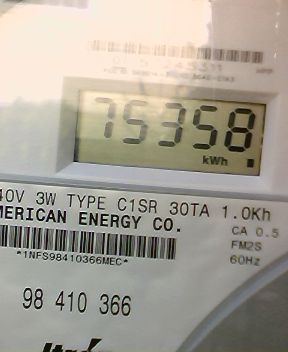 75358
kWh
40V 3W TYPE C1SR 30TA 1.0Kh
MERICAN ENERGY CO.
CA 0.5
FM2S
60Hz
*1NFS98410366MEC*
98 410 366
Itron